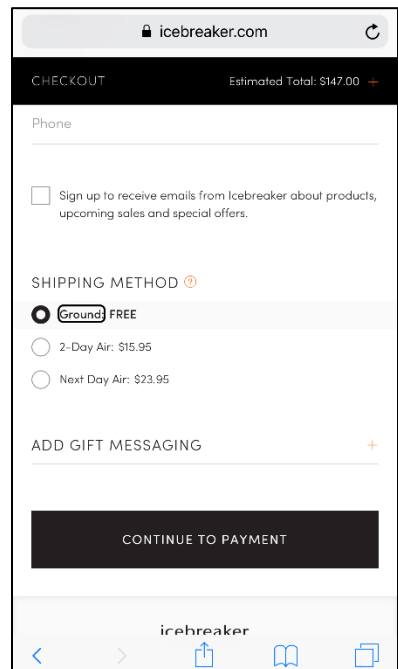 icebreaker.com
CHECKOUT Estimated Total: $147.00 +
Phone
Sign up to receive emails from Icebreaker about products,
upcoming sales and special offers.
SHIPPING METHOD ?
Ground: FREE
2-Day Air: $15.95
Next Day Air: $23.95
ADD GIFT MESSAGING +
CONTINUE TO PAYMENT
icebreaker